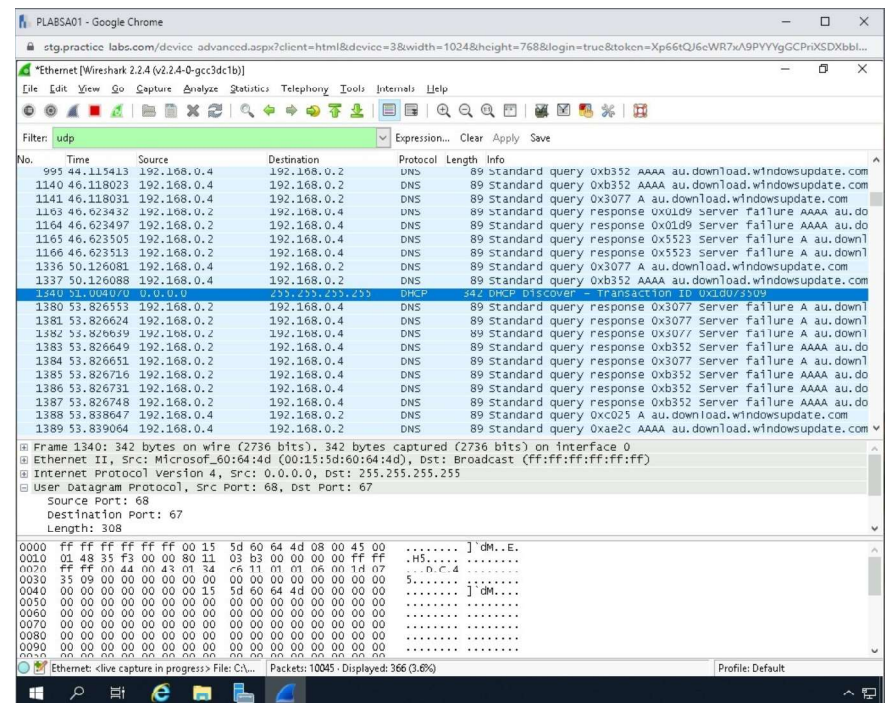 PLABSA01 - Google Chrome
stg.practice-labs.com/device-advanced.aspx?client=html&device=3&width=1024&height=768&login=true&token=
*Ethernet [Wireshark 2.2.4 (v2.2.4-0-gcc3dc1b)]
File Edit View Go Capture Analyze Statistics Telephony Tools Internals Help
Filter: udp Expression... Clear Apply Save
No. Time Source Destination Protocol Length Info
995 44.115413 192.168.0.4 192.168.0.2 DNS 89 Standard query 0xb352 AAAA au.download.windowsupdate.com
1140 46.118023 192.168.0.4 192.168.0.2 DNS 89 Standard query 0xb352 AAAA au.download.windowsupdate.com
1141 46.118031 192.168.0.4 192.168.0.2 DNS 89 Standard query 0x3077 A au.download.windowsupdate.com
1163 46.623432 192.168.0.2 192.168.0.4 DNS 89 Standard query response 0x01d9 Server failure AAAA au.do
1164 46.623497 192.168.0.2 192.168.0.4 DNS 89 Standard query response 0x01d9 Server failure AAAA au.do
1165 46.623505 192.168.0.2 192.168.0.4 DNS 89 Standard query response 0x5523 Server failure A au.downl
1166 46.623513 192.168.0.2 192.168.0.4 DNS 89 Standard query response 0x5523 Server failure A au.downl
1336 50.126081 192.168.0.4 192.168.0.2 DNS 89 Standard query 0x3077 A au.download.windowsupdate.com
1337 50.126088 192.168.0.4 192.168.0.2 DNS 89 Standard query 0xb352 AAAA au.download.windowsupdate.com
1340 51.004070 0.0.0.0 255.255.255.255 DHCP 342 DHCP Discover - Transaction ID 0x1d073509
1380 53.826553 192.168.0.2 192.168.0.4 DNS 89 Standard query response 0x3077 Server failure A au.downl
1381 53.826624 192.168.0.2 192.168.0.4 DNS 89 Standard query response 0x3077 Server failure A au.downl
1382 53.826639 192.168.0.2 192.168.0.4 DNS 89 Standard query response 0x3077 Server failure A au.downl
1383 53.826649 192.168.0.2 192.168.0.4 DNS 89 Standard query response 0xb352 Server failure AAAA au.do
1384 53.826651 192.168.0.2 192.168.0.4 DNS 89 Standard query response 0x3077 Server failure A au.downl
1385 53.826716 192.168.0.2 192.168.0.4 DNS 89 Standard query response 0xb352 Server failure AAAA au.do
1386 53.826731 192.168.0.2 192.168.0.4 DNS 89 Standard query response 0xb352 Server failure AAAA au.do
1387 53.826748 192.168.0.2 192.168.0.4 DNS 89 Standard query response 0xb352 Server failure AAAA au.do
1388 53.838647 192.168.0.4 192.168.0.2 DNS 89 Standard query 0xc025 A au.download.windowsupdate.com
1389 53.839064 192.168.0.4 192.168.0.2 DNS 89 Standard query 0xae2c AAAA au.download.windowsupdate.com
Frame 1340: 342 bytes on wire (2736 bits), 342 bytes captured (2736 bits) on interface 0
Ethernet II, Src: Microsof_60:64:4d (00:15:5d:60:64:4d), Dst: Broadcast (ff:ff:ff:ff:ff:ff)
Internet Protocol Version 4, Src: 0.0.0.0, Dst: 255.255.255.255
User Datagram Protocol, Src Port: 68, Dst Port: 67
Source Port: 68
Destination Port: 67
Length: 308
0000 ff ff ff ff ff ff 00 15 5d 60 64 4d 08 00 45 00 ........ ]`dM..E.
0010 01 48 35 f3 00 00 80 11 03 b3 00 00 00 00 ff ff .H5..... ........
0020 ff ff 00 44 00 43 01 34 c6 11 01 01 06 00 1d 07 ...D.C.4 ........
0030 35 09 00 00 00 00 00 00 00 00 00 00 00 00 00 00 5....... ........
0040 00 00 00 00 00 00 00 15 5d 60 64 4d 00 00 00 00 ........ ]`dM....
0050 00 00 00 00 00 00 00 00 00 00 00 00 00 00 00 00 ........ ........
0060 00 00 00 00 00 00 00 00 00 00 00 00 00 00 00 00 ........ ........
0070 00 00 00 00 00 00 00 00 00 00 00 00 00 00 00 00 ........ ........
0080 00 00 00 00 00 00 00 00 00 00 00 00 00 00 00 00 ........ ........
0090 00 00 00 00 00 00 00 00 00 00 00 00 00 00 00 00 ........ ........
Ethernet: <live capture in progress> File: C:\... Packets: 10045 · Displayed: 366 (3.6%) Profile: Default